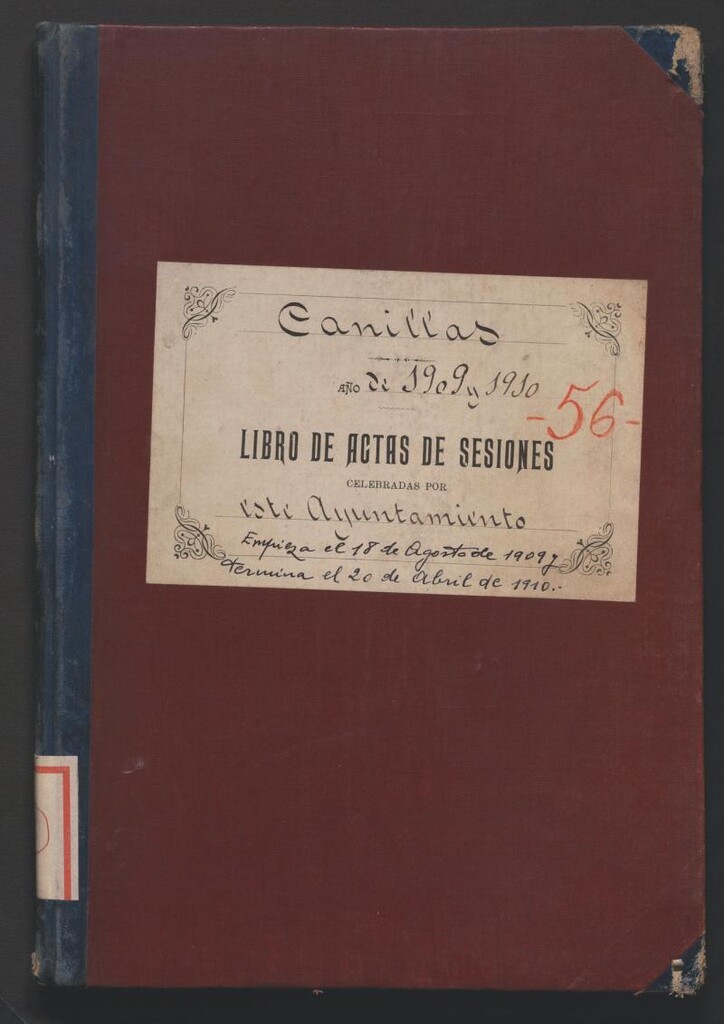 Canillas
AÑO de 1909 y 1910
-56-
LIBRO DE ACTAS DE SESIONES
CELEBRADAS POR
este Ayuntamiento
Empieza el 18 de Agosto de 1909 y
termina el 20 de Abril de 1910.-